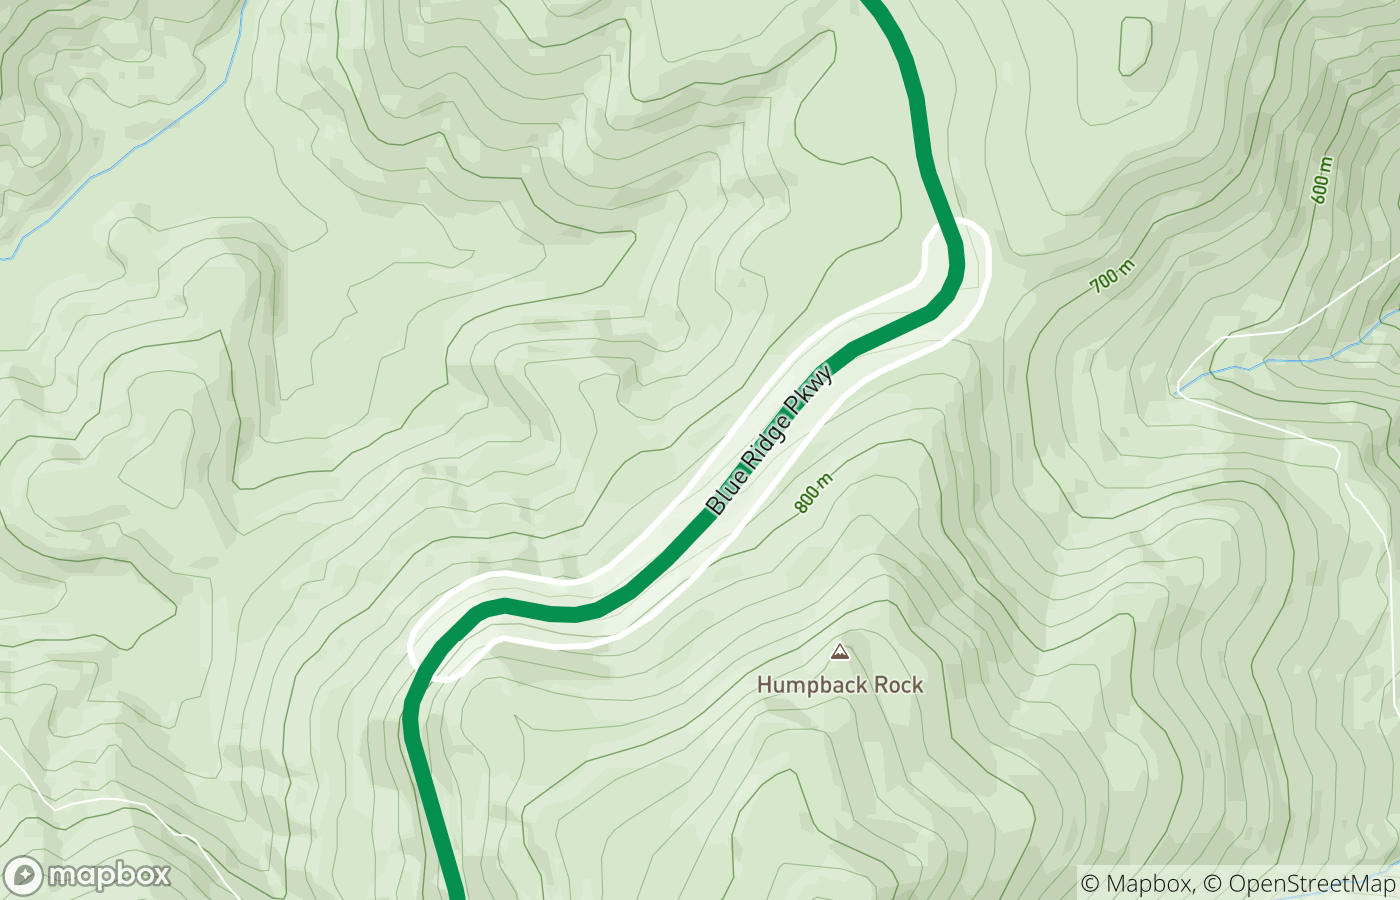 600 m
700 m
Blue Ridge Pkwy
800 m
Humpback Rock
mapbox
© Mapbox, © OpenStreetMap